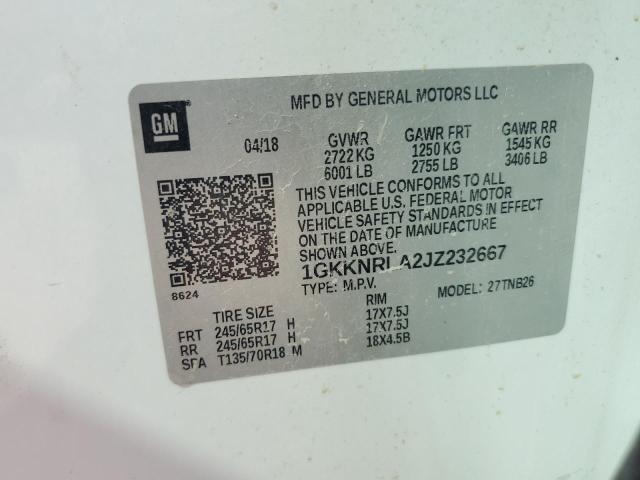 MFD BY GENERAL MOTORS LLC
GM
04/18 GVWR GAWR FRT GAWR RR
2722 KG 1250 KG 1545 KG
6001 LB 2755 LB 3406 LB
THIS VEHICLE CONFORMS TO ALL
APPLICABLE U.S. FEDERAL MOTOR
VEHICLE SAFETY STANDARDS IN EFFECT
ON THE DATE OF MANUFACTURE
SHOWN ABOVE.
1GKKNRLA2JZ232667
TYPE: M.P.V. MODEL: 27TNB26
8624
TIRE SIZE RIM
FRT 245/65R17 H 17X7.5J
RR 245/65R17 H 17X7.5J
SPA T135/70R18 M 18X4.5B